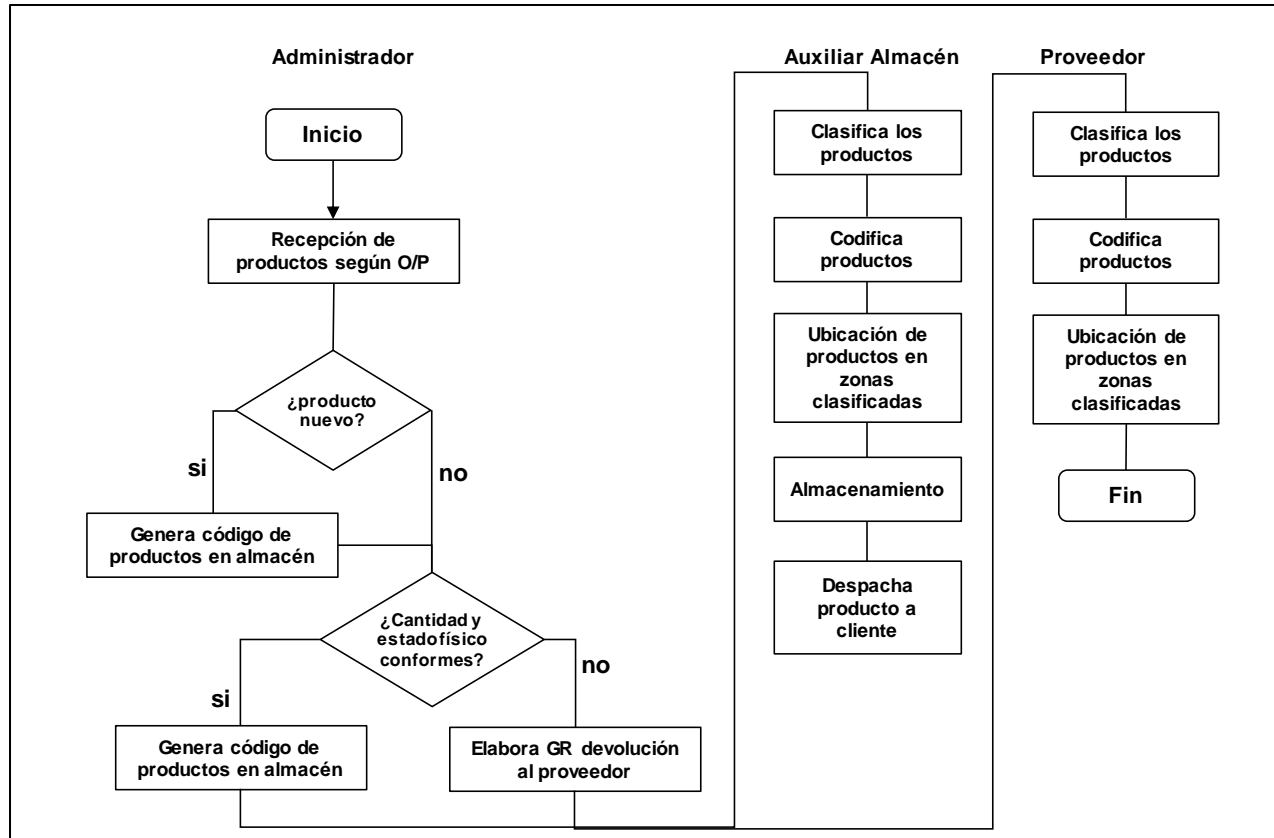 Administrador
Inicio
Recepción de
productos según O/P
¿producto
nuevo?
si
no
Genera código de
productos en almacén
¿Cantidad y
estado físico
conformes?
si
no
Genera código de
productos en almacén
Elabora GR devolución
al proveedor
Auxiliar Almacén
Clasifica los
productos
Codifica
productos
Ubicación de
productos en
zonas
clasificadas
Almacenamiento
Despacha
producto a
cliente
Proveedor
Clasifica los
productos
Codifica
productos
Ubicación de
productos en
zonas
clasificadas
Fin